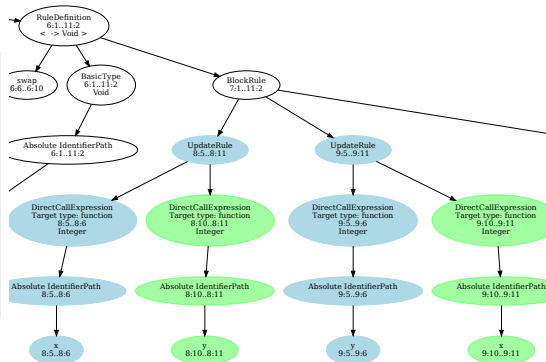 RuleDefinition
6:1..11:2
< -> Void >
swap
6:6..6:10
BasicType
6:1..11:2
Void
BlockRule
7:1..11:2
Absolute IdentifierPath
6:1..11:2
UpdateRule
8:5..8:11
UpdateRule
9:5..9:11
DirectCallExpression
Target type: function
8:5..8:6
Integer
DirectCallExpression
Target type: function
8:10..8:11
Integer
DirectCallExpression
Target type: function
9:5..9:6
Integer
DirectCallExpression
Target type: function
9:10..9:11
Integer
Absolute IdentifierPath
8:5..8:6
Absolute IdentifierPath
8:10..8:11
Absolute IdentifierPath
9:5..9:6
Absolute IdentifierPath
9:10..9:11
x
8:5..8:6
y
8:10..8:11
y
9:5..9:6
x
9:10..9:11